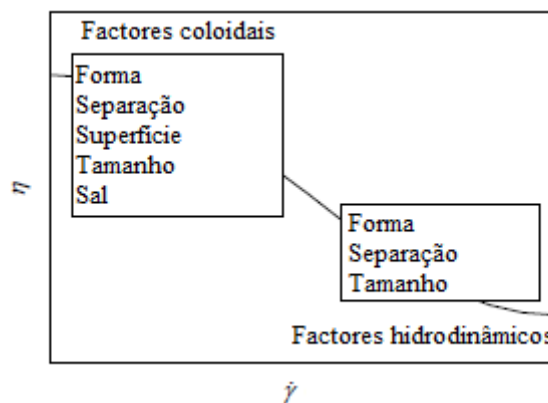 Factores coloidais
Forma
Separação
Superfície
Tamanho
Sal
η
Forma
Separação
Tamanho
Factores hidrodinâmicos
γ̇